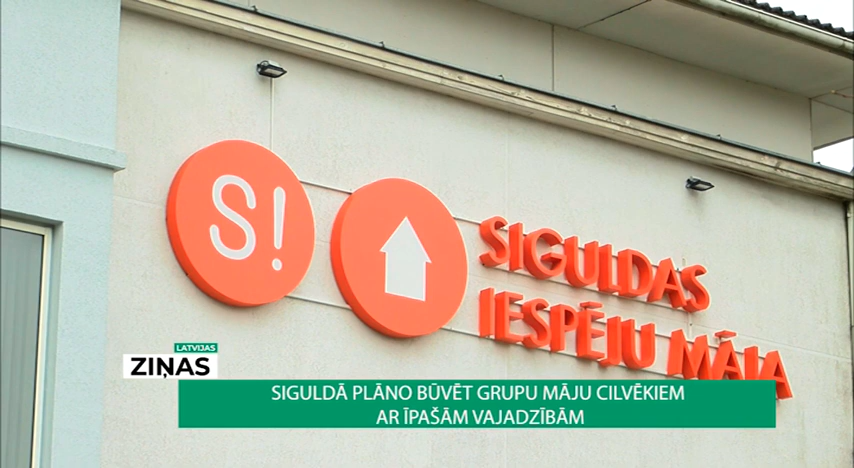 S!
SIGULDAS
IESPĒJU MĀJA
LATVIJAS
ZIŅAS
SIGULDĀ PLĀNO BŪVĒT GRUPU MĀJU CILVĒKIEM
AR ĪPAŠĀM VAJADZĪBĀM